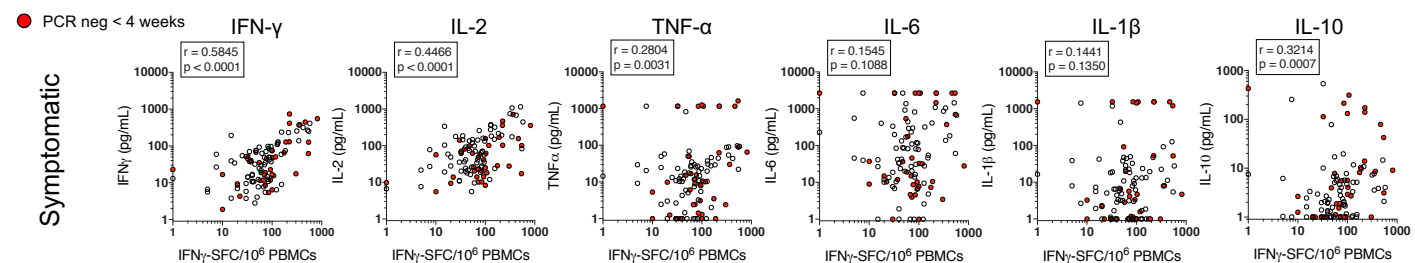 PCR neg < 4 weeks
Symptomatic
IFN-γ
r = 0.5845
p < 0.0001
IFNγ (pg/mL)
10000
1000
100
10
1
1 10 100 1000
IFNγ-SFC/10⁶ PBMCs
IL-2
r = 0.4466
p < 0.0001
IL-2 (pg/mL)
10000
1000
100
10
1
1 10 100 1000
IFNγ-SFC/10⁶ PBMCs
TNF-α
r = 0.2804
p = 0.0031
TNFα (pg/mL)
10000
1000
100
10
1
1 10 100 1000
IFNγ-SFC/10⁶ PBMCs
IL-6
r = 0.1545
p = 0.1088
IL-6 (pg/mL)
10000
1000
100
10
1
1 10 100 1000
IFNγ-SFC/10⁶ PBMCs
IL-1β
r = 0.1441
p = 0.1350
IL-1β (pg/mL)
10000
1000
100
10
1
1 10 100 1000
IFNγ-SFC/10⁶ PBMCs
IL-10
r = 0.3214
p = 0.0007
IL-10 (pg/mL)
1000
100
10
1
1 10 100 1000
IFNγ-SFC/10⁶ PBMCs